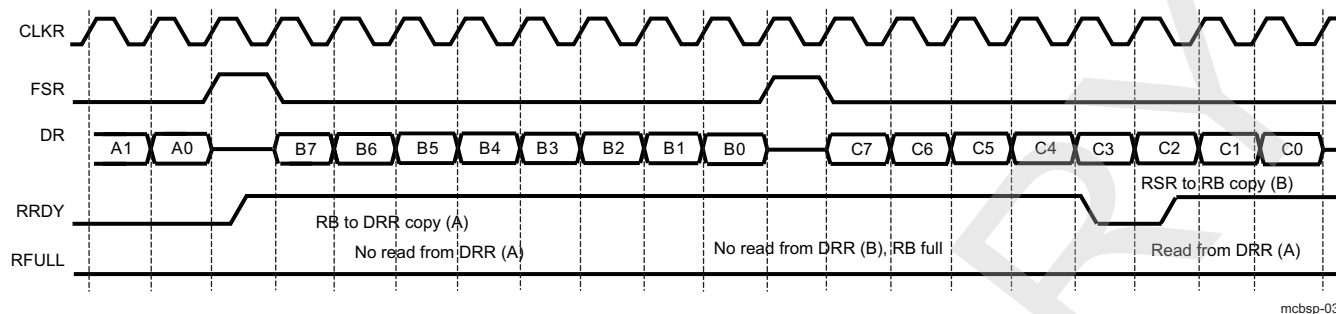 CLKR
FSR
DR A1 A0 B7 B6 B5 B4 B3 B2 B1 B0 C7 C6 C5 C4 C3 C2 C1 C0
RSR to RB copy (B)
RRDY
RB to DRR copy (A)
No read from DRR (A) No read from DRR (B), RB full Read from DRR (A)
RFULL
mcbsp-03